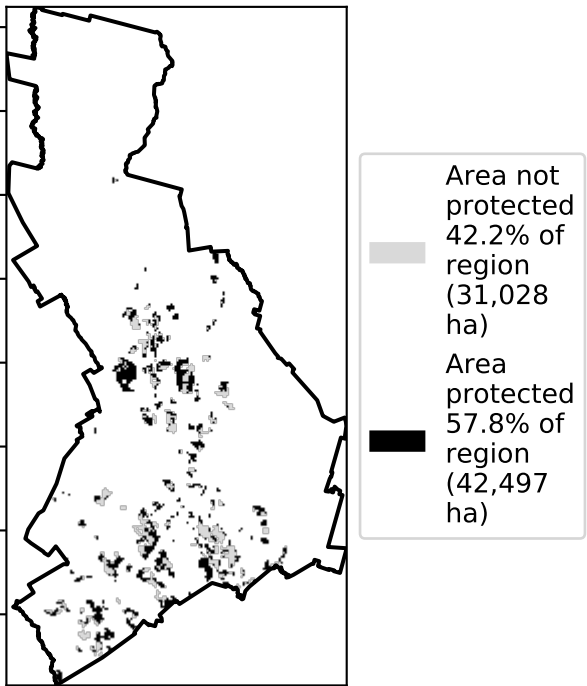 Area not
protected
42.2% of
region
(31,028
ha)
Area
protected
57.8% of
region
(42,497
ha)